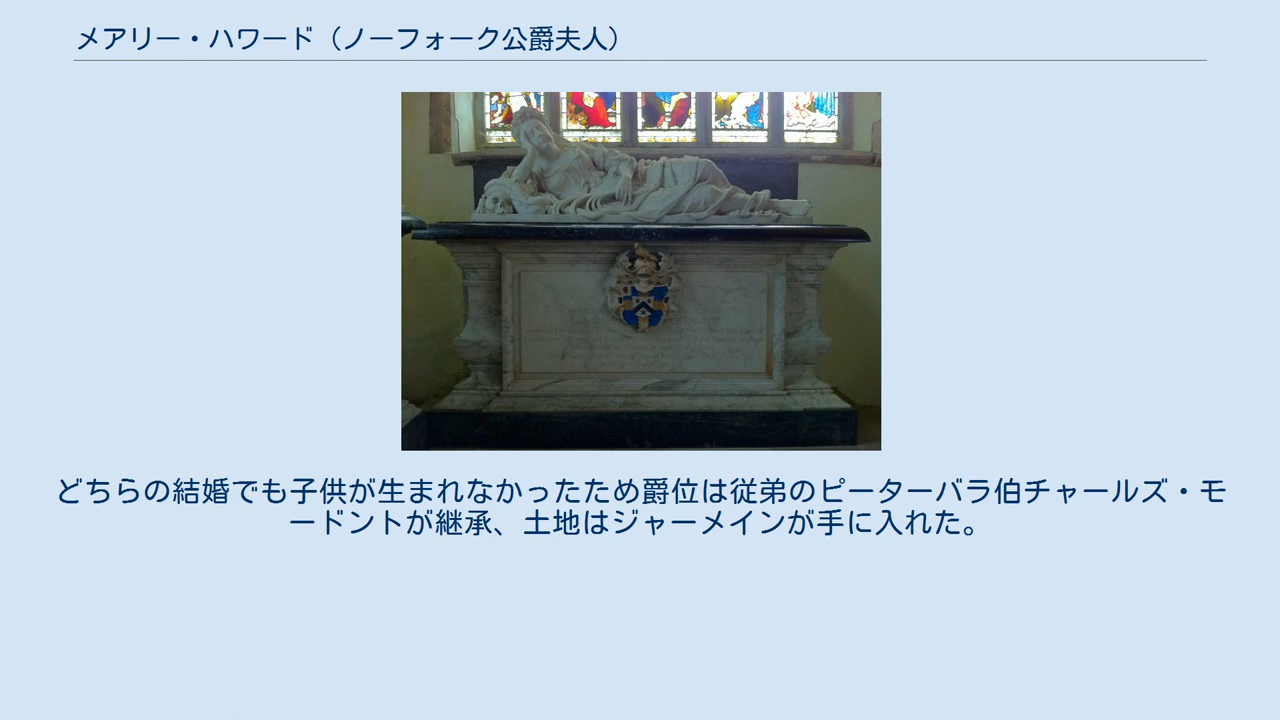 メアリー・ハワード（ノーフォーク公爵夫人）
どちらの結婚でも子供が生まれなかったため爵位は従弟のピーターバラ伯チャールズ・モ
ードントが継承、土地はジャーメインが手に入れた。